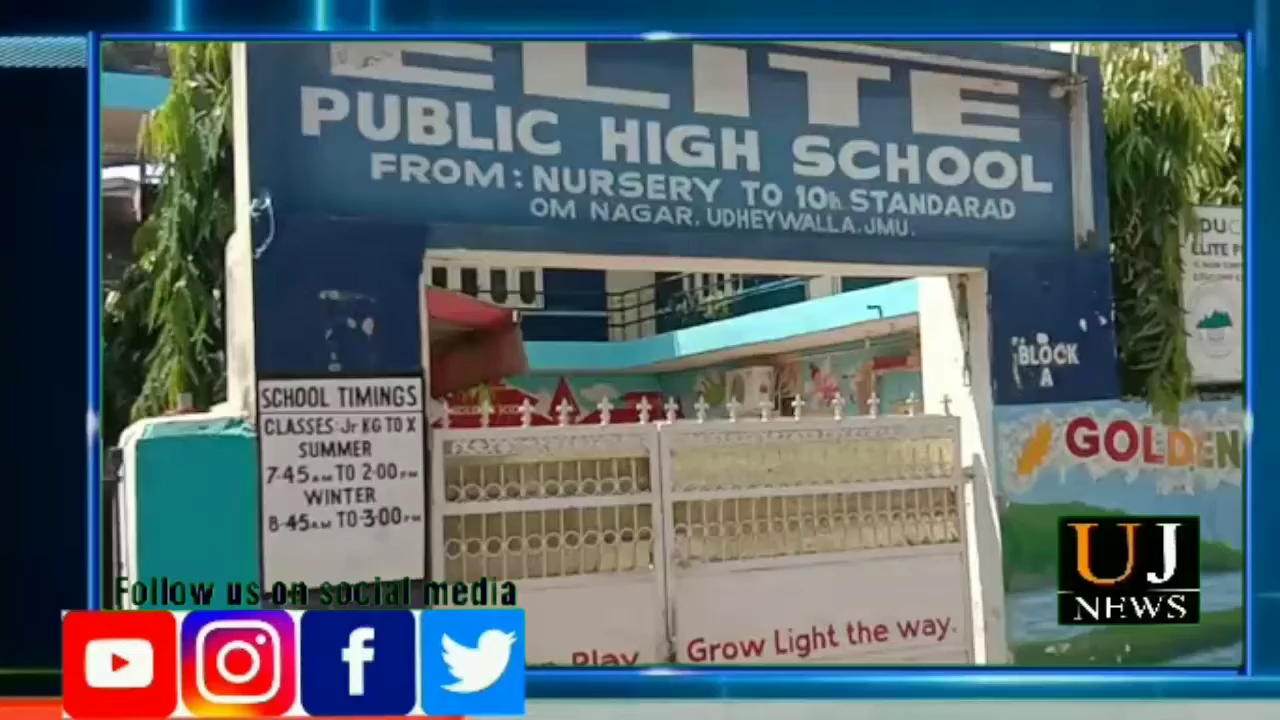 ELITE
PUBLIC HIGH SCHOOL
FROM: NURSERY TO 10th STANDARAD
OM NAGAR, UDHEYWALLA, JMU.
BLOCK
A
SCHOOL TIMINGS
CLASSES: Jr KG TO X
SUMMER
7-45 A.M TO 2-00 P.M
WINTER
8-45 A.M TO 3-00 P.M
GOLDEN
Play
Grow Light the way.
UJ
NEWS
Follow us on social media